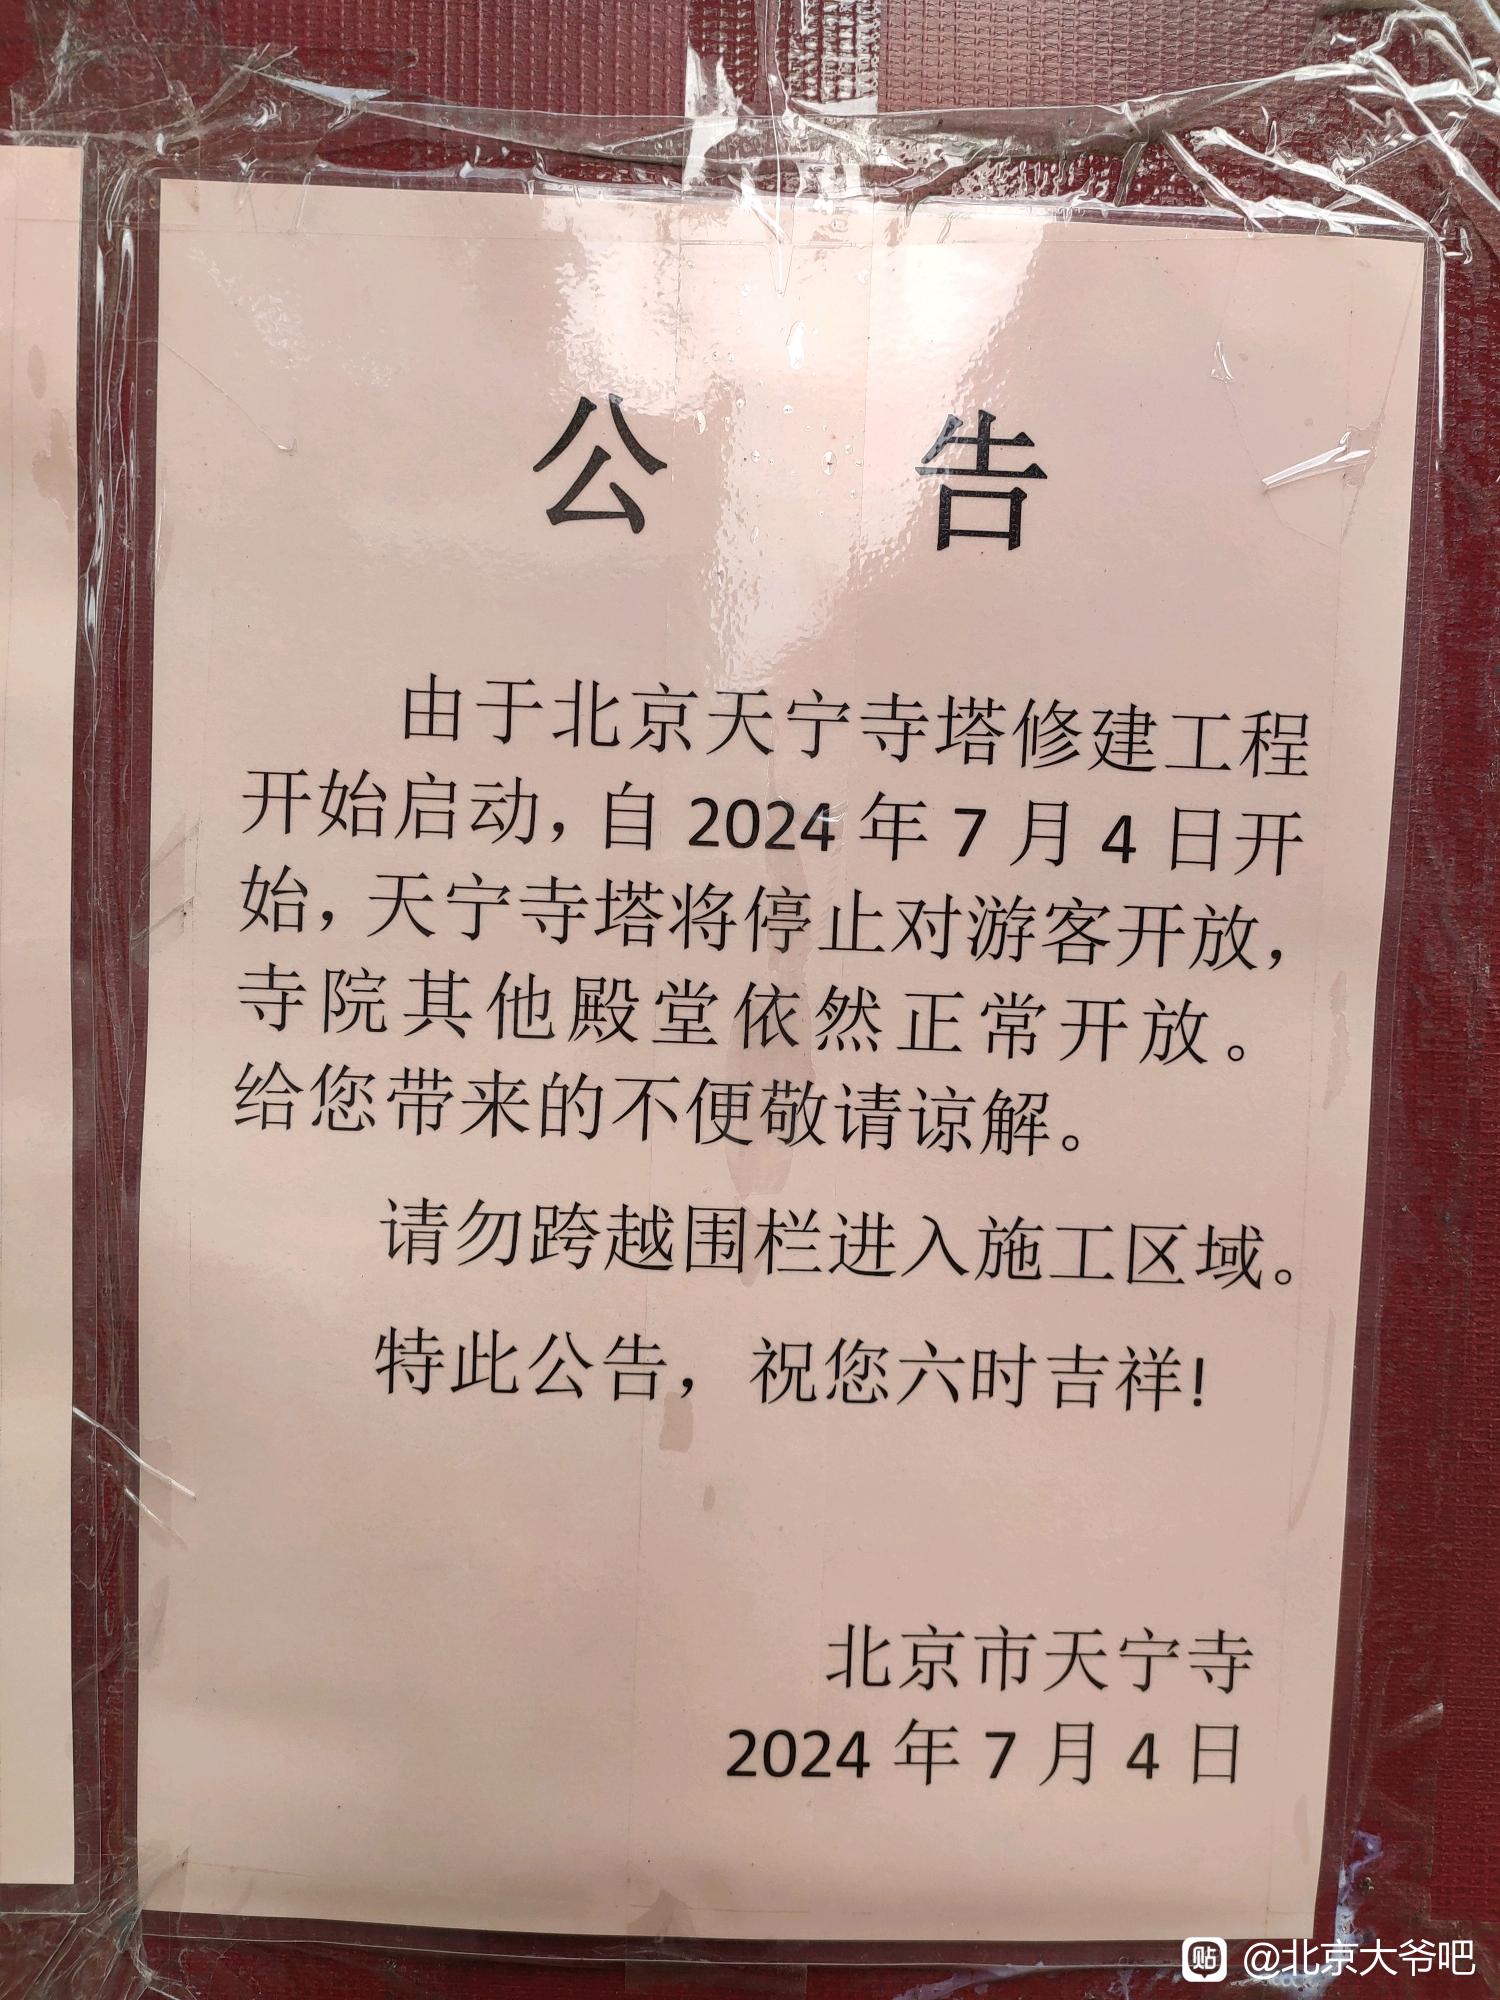 公 告
由于北京天宁寺塔修建工程
开始启动，自 2024 年 7 月 4 日开
始，天宁寺塔将停止对游客开放，
寺院其他殿堂依然正常开放。
给您带来的不便敬请谅解。
请勿跨越围栏进入施工区域。
特此公告，祝您六时吉祥!
北京市天宁寺
2024 年 7 月 4 日
贴 @北京大爷吧